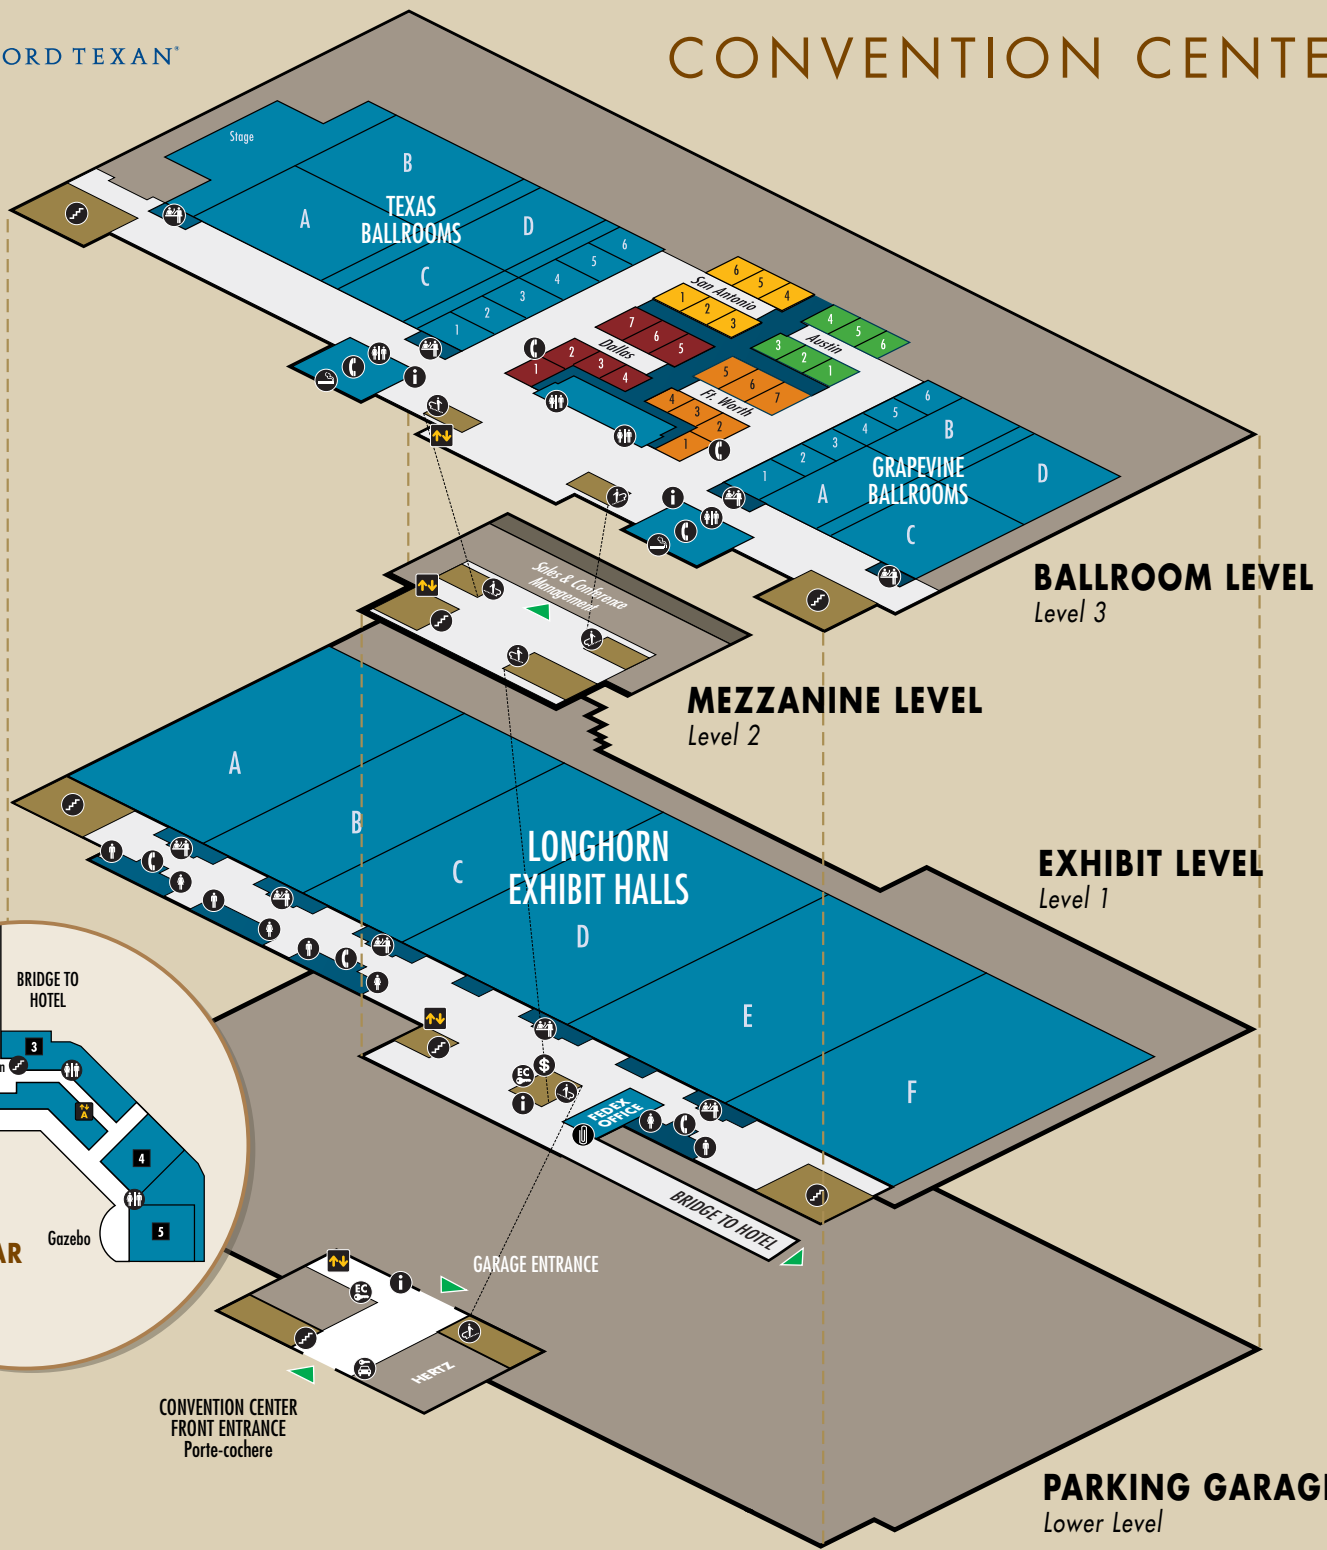 ORD TEXAN®
CONVENTION CENTE
Stage
B
TEXAS
BALLROOMS
A
D
C
6
5
4
3
2
1
San Antonio
6
5
4
1
2
3
Dallas
7
6
5
2
1
3
4
Austin
4
5
6
3
2
1
Ft. Worth
5
6
7
4
3
2
1
GRAPEVINE
BALLROOMS
6
5
4
3
2
1
B
D
A
C
BALLROOM LEVEL
Level 3
Sales & Conference
Management
MEZZANINE LEVEL
Level 2
A
B
C
LONGHORN
EXHIBIT HALLS
D
E
F
EXHIBIT LEVEL
Level 1
EC
$
FEDEX
OFFICE
BRIDGE TO HOTEL
BRIDGE TO
HOTEL
3
n
A
4
5
Gazebo
AR
GARAGE ENTRANCE
EC
HERTZ
CONVENTION CENTER
FRONT ENTRANCE
Porte-cochere
PARKING GARAGE
Lower Level